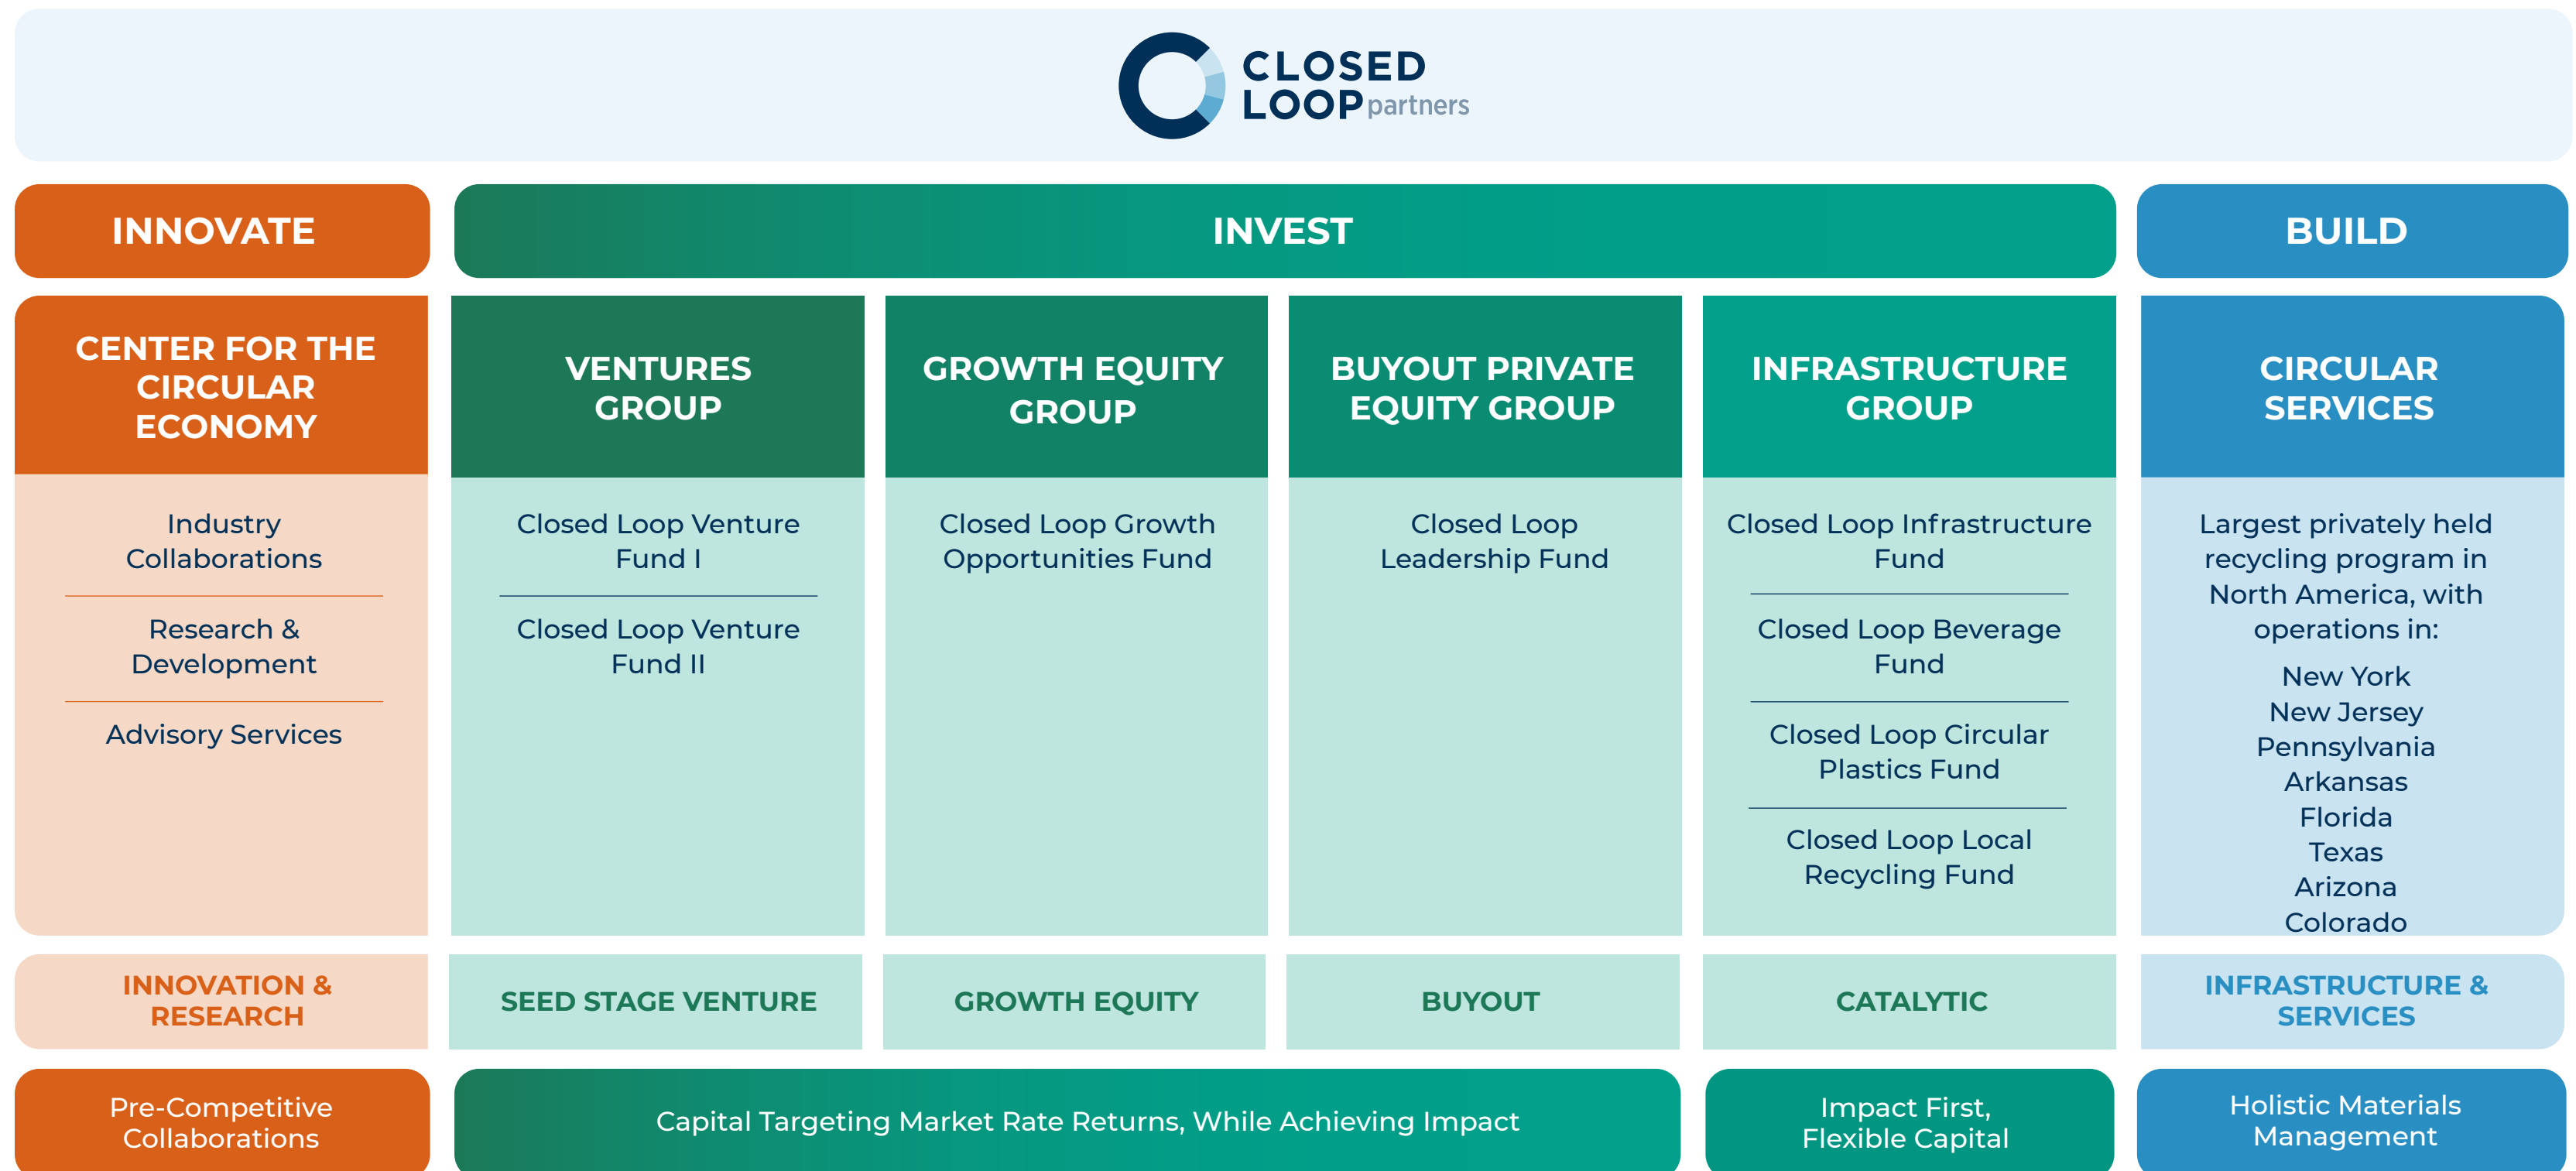 CLOSED
LOOP partners
INNOVATE
INVEST
BUILD
CENTER FOR THE
CIRCULAR
ECONOMY
Industry
Collaborations
Research &
Development
Advisory Services
VENTURES
GROUP
Closed Loop Venture
Fund I
Closed Loop Venture
Fund II
GROWTH EQUITY
GROUP
Closed Loop Growth
Opportunities Fund
BUYOUT PRIVATE
EQUITY GROUP
Closed Loop
Leadership Fund
INFRASTRUCTURE
GROUP
Closed Loop Infrastructure
Fund
Closed Loop Beverage
Fund
Closed Loop Circular
Plastics Fund
Closed Loop Local
Recycling Fund
CIRCULAR
SERVICES
Largest privately held
recycling program in
North America, with
operations in:
New York
New Jersey
Pennsylvania
Arkansas
Florida
Texas
Arizona
Colorado
INNOVATION &
RESEARCH
SEED STAGE VENTURE
GROWTH EQUITY
BUYOUT
CATALYTIC
INFRASTRUCTURE &
SERVICES
Pre-Competitive
Collaborations
Capital Targeting Market Rate Returns, While Achieving Impact
Impact First,
Flexible Capital
Holistic Materials
Management